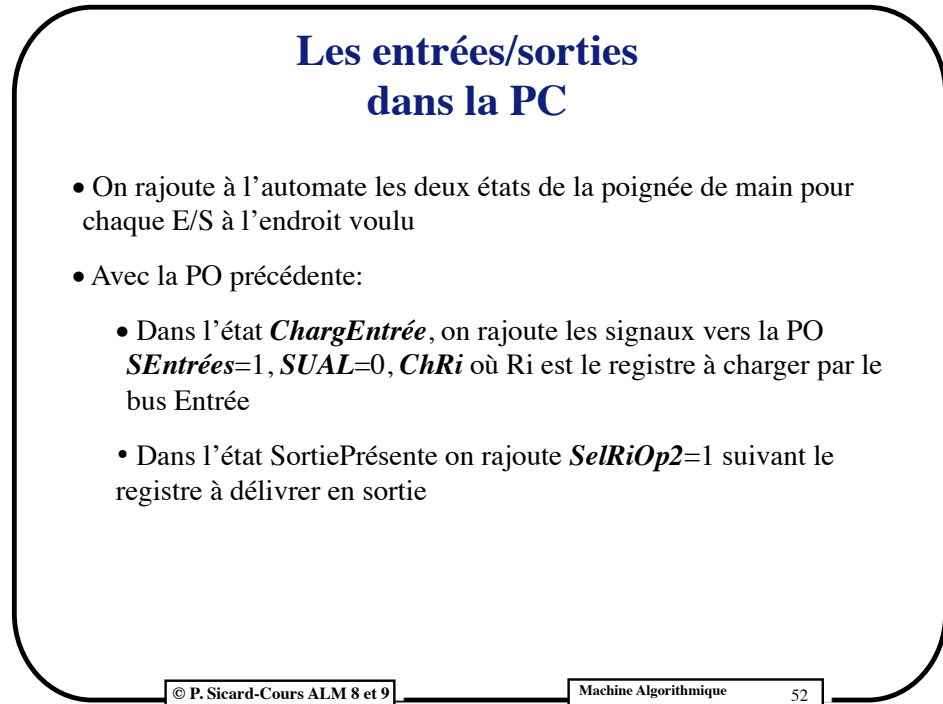 Les entrées/sorties
dans la PC
• On rajoute à l’automate les deux états de la poignée de main pour
chaque E/S à l’endroit voulu
• Avec la PO précédente:
• Dans l’état ChargEntrée, on rajoute les signaux vers la PO
SEntrées=1, SUAL=0, ChRi où Ri est le registre à charger par le
bus Entrée
• Dans l’état SortiePrésente on rajoute SelRiOp2=1 suivant le
registre à délivrer en sortie
© P. Sicard-Cours ALM 8 et 9
Machine Algorithmique 52